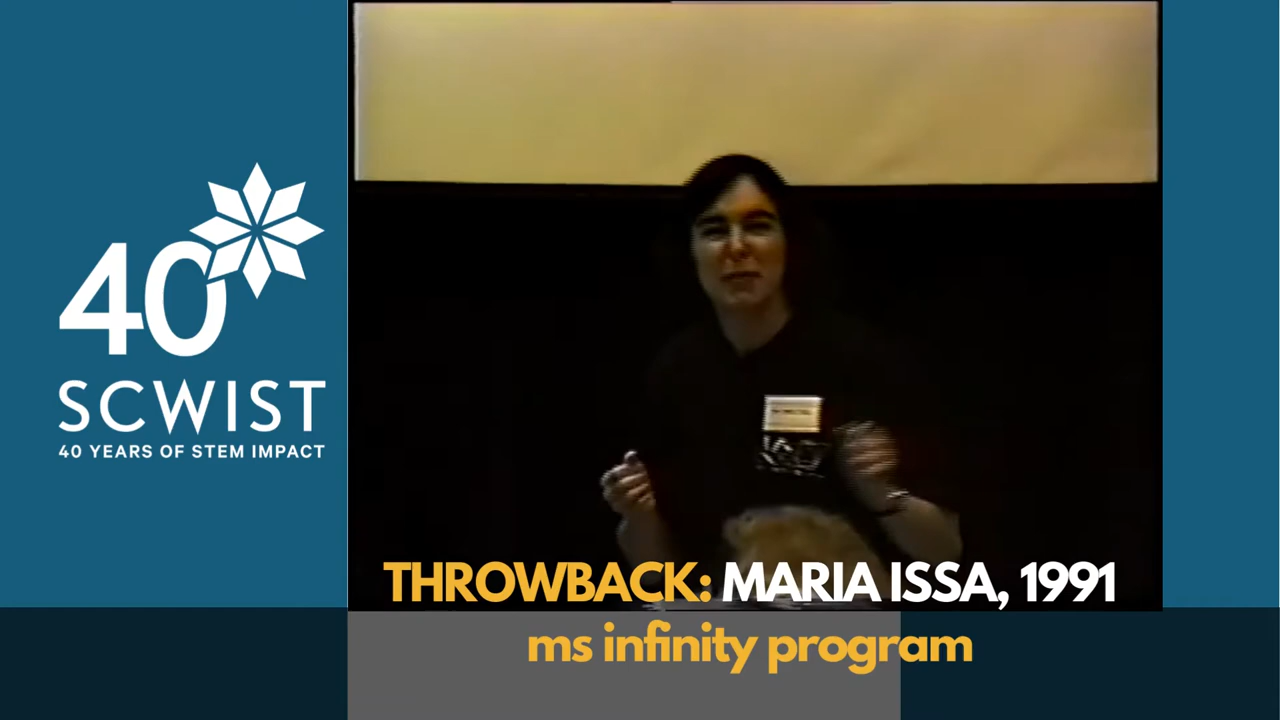 40
SCWIST
40 YEARS OF STEM IMPACT
THROWBACK: MARIA ISSA, 1991
ms infinity program